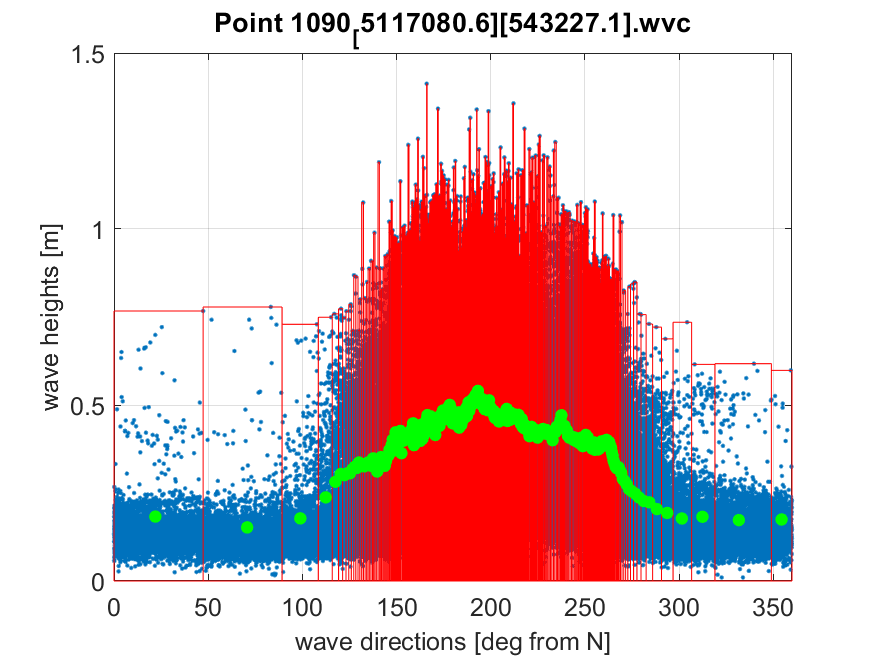 Point 1090[5117080.6][543227.1].wvc
1.5
1
0.5
0
wave heights [m]
0 50 100 150 200 250 300 350
wave directions [deg from N]